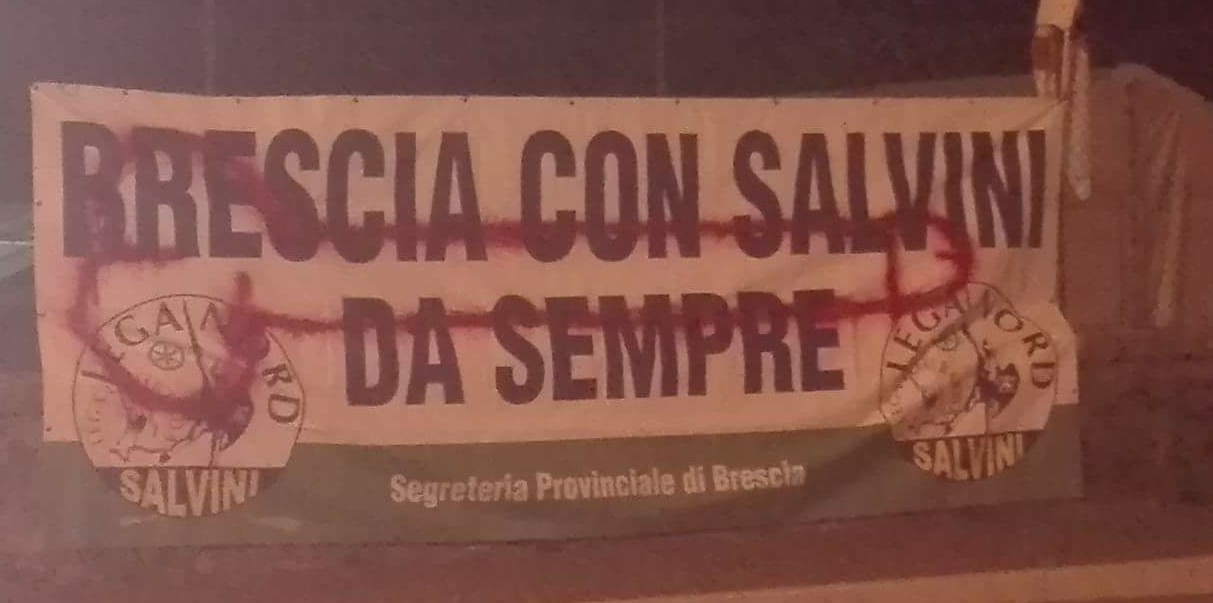 BRESCIA CON SALVINI
DA SEMPRE
LEGA NORD
SALVINI
LEGA NORD
SALVINI
Segreteria Provinciale di Brescia